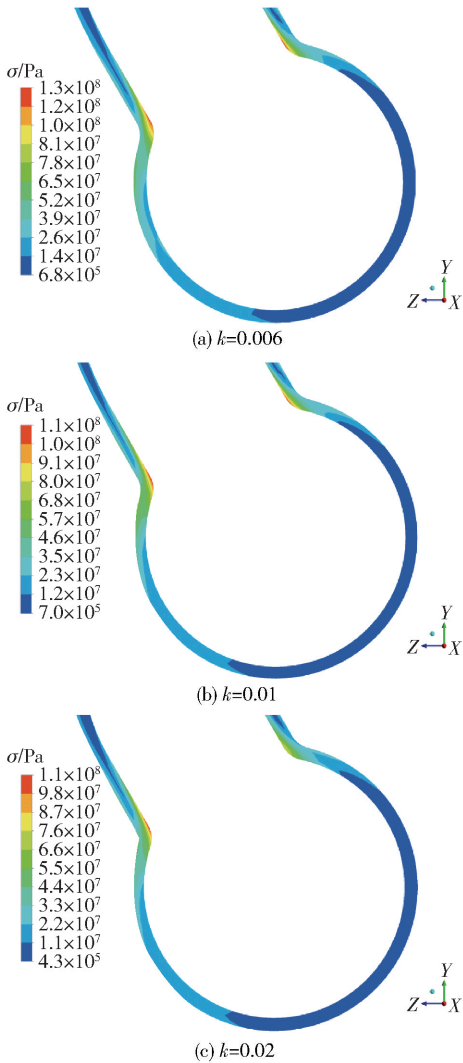 σ/Pa
1.3×10⁸
1.2×10⁸
1.0×10⁸
8.1×10⁷
7.8×10⁷
6.5×10⁷
5.2×10⁷
3.9×10⁷
2.6×10⁷
1.4×10⁷
6.8×10⁵
Y
Z X
(a) k=0.006
σ/Pa
1.1×10⁸
1.0×10⁸
9.1×10⁷
8.0×10⁷
6.8×10⁷
5.7×10⁷
4.6×10⁷
3.5×10⁷
2.3×10⁷
1.2×10⁷
7.0×10⁵
Y
Z X
(b) k=0.01
σ/Pa
1.1×10⁸
9.8×10⁷
8.7×10⁷
7.6×10⁷
6.6×10⁷
5.5×10⁷
4.4×10⁷
3.3×10⁷
2.2×10⁷
1.1×10⁷
4.3×10⁵
Y
Z X
(c) k=0.02